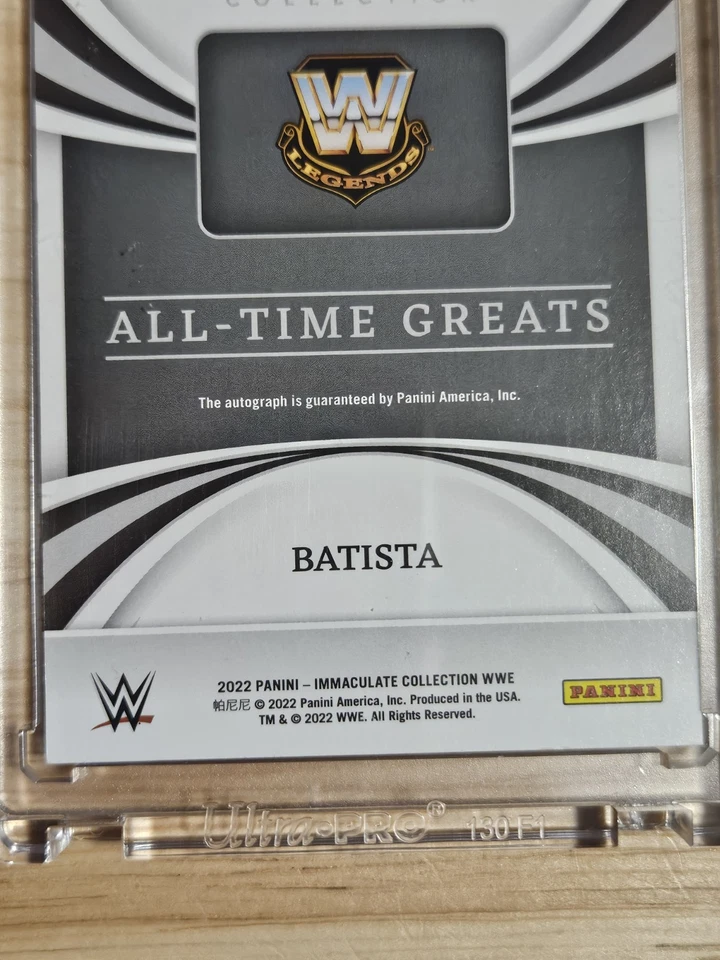 COLLECTION
W
LEGENDS
ALL-TIME GREATS
The autograph is guaranteed by Panini America, Inc.
BATISTA
W
2022 PANINI – IMMACULATE COLLECTION WWE
帕尼尼 © 2022 Panini America, Inc. Produced in the USA.
TM & © 2022 WWE. All Rights Reserved.
PANINI
Ultra•PRO® 130 F1